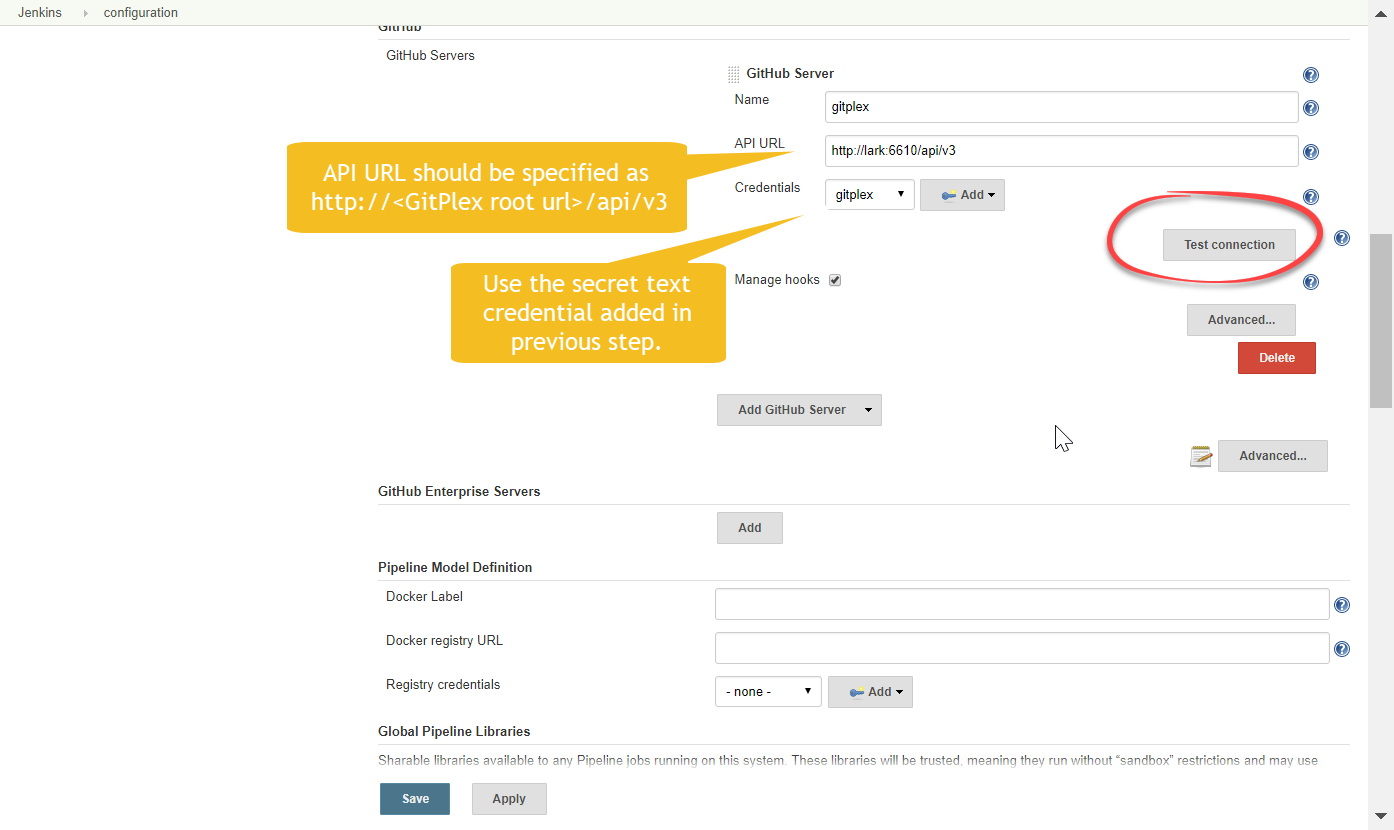 Jenkins configuration
GitHub
GitHub Servers
GitHub Server
Name
gitplex
API URL
http://lark:6610/api/v3
API URL should be specified as
http://<GitPlex root url>/api/v3
Credentials
gitplex
Add
Test connection
Use the secret text
credential added in
previous step.
Manage hooks
Advanced...
Delete
Add GitHub Server
Advanced...
GitHub Enterprise Servers
Add
Pipeline Model Definition
Docker Label
Docker registry URL
Registry credentials
- none -
Add
Global Pipeline Libraries
Sharable libraries available to any Pipeline jobs running on this system. These libraries will be trusted, meaning they run without “sandbox” restrictions and may use
Save
Apply